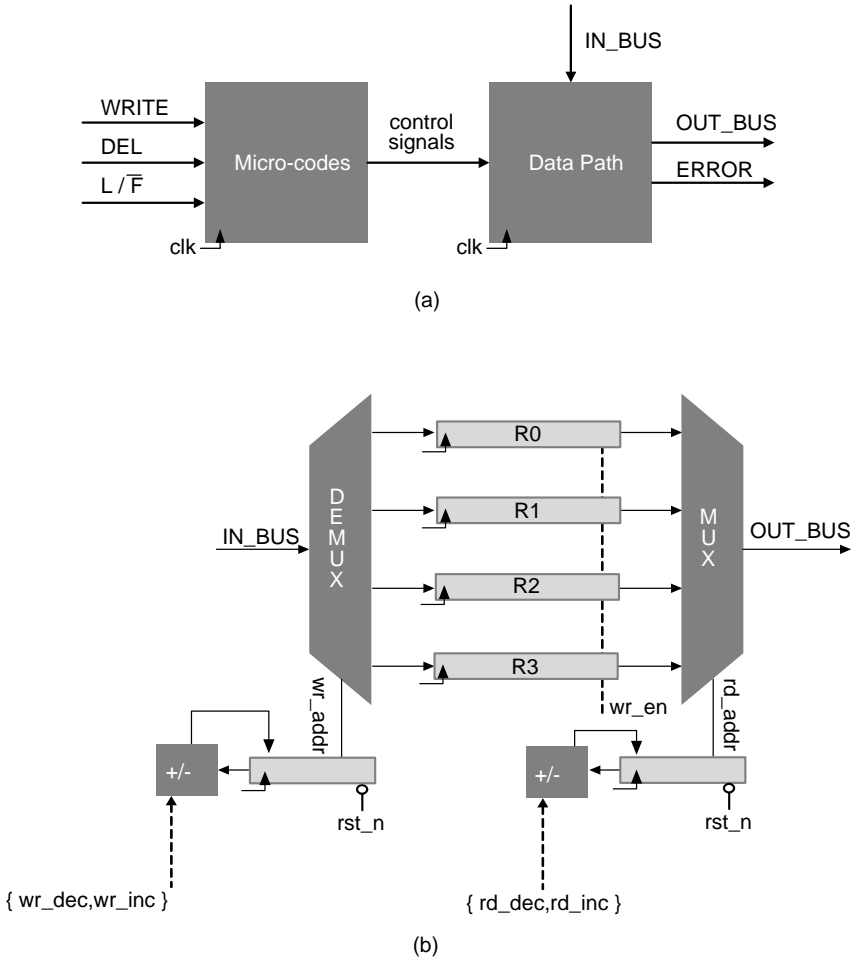 IN_BUS
WRITE
DEL
L / F̅
Micro-codes
control
signals
Data Path
OUT_BUS
ERROR
clk
clk
(a)
DEMUX
R0
R1
R2
R3
MUX
IN_BUS
OUT_BUS
wr_addr
wr_en
rd_addr
+/-
+/-
rst_n
rst_n
{ wr_dec,wr_inc }
{ rd_dec,rd_inc }
(b)